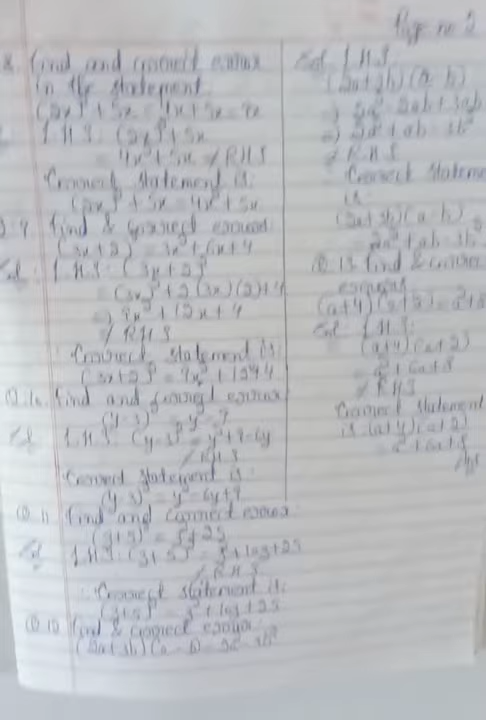 Page no 2
8. Find and correct errors
in the statement.
(2x)² + 5x = 4x + 5x = 9x
L.H.S: (2x)² + 5x
= 4x² + 5x ≠ RHS
Correct statement is:
(2x)² + 5x = 4x² + 5x
Q.9. Find & correct errors
(3x+2)² = 3x² + 6x + 4
Sol: L.H.S: (3x+2)²
= (3x)² + 2(3x)(2) + 4
=) 9x² + 12x + 4
≠ RHS
Correct statement is:
(3x+2)² = 9x² +
Q.10. Find and correct errors
(y-3)² = y² - 9
Sol L.H.S: (y-3)² = y² + 9 - 6y
≠ RHS
Correct statement is:
(y-3)² = y² - 6y + 9
Q.11 Find and correct errors
(z+5)² = z² + 25
Sol L.H.S: (z+5)² = z² + 10z + 25
≠ RHS
∴ Correct statement is:
(z+5)² = z² + 10z + 25
Q.12 Find & correct errors
(2a+3b)(a-b) = 2a² - 3b²
Sol L.H.S
(2a+3b)(a-b)
=) 2a² - 2ab + 3ab
=) 2a² + ab - 3b²
≠ RHS
Correct Stateme
is:
(2a+3b)(a-b)
= 2a² + ab - 3b²
Q.13. Find & correct
errors
(a+4)(a+2) = a² + 8
Sol: L.H.S:
(a+4)(a+2)
= a² + 6a + 8
≠ RHS
Correct statement
is (a+4)(a+2)
= a² + 6a + 8